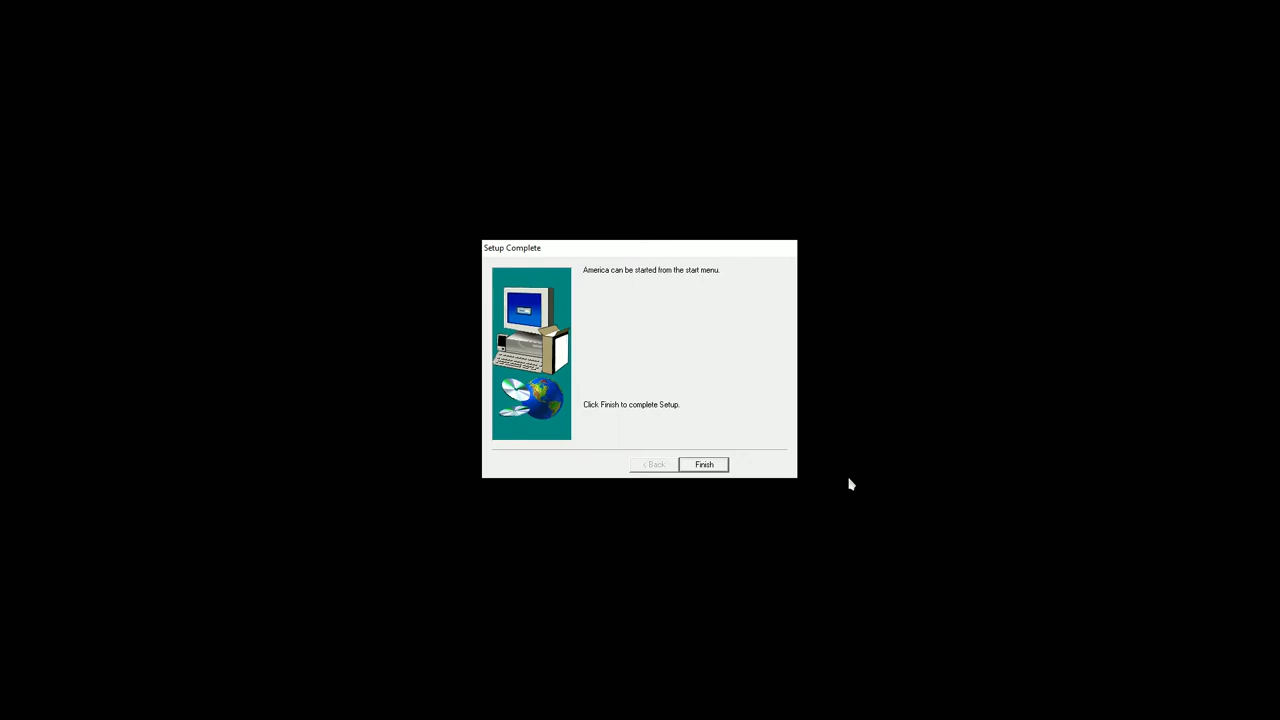 Setup Complete
America can be started from the start menu.
Click Finish to complete Setup.
< Back
Finish